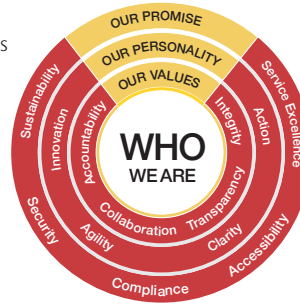 S
OUR PROMISE
OUR PERSONALITY
OUR VALUES
WHO
WE ARE
Sustainability
Security
Compliance
Accessibility
Service Excellence
Innovation
Agility
Clarity
Action
Accountability
Collaboration
Transparency
Integrity